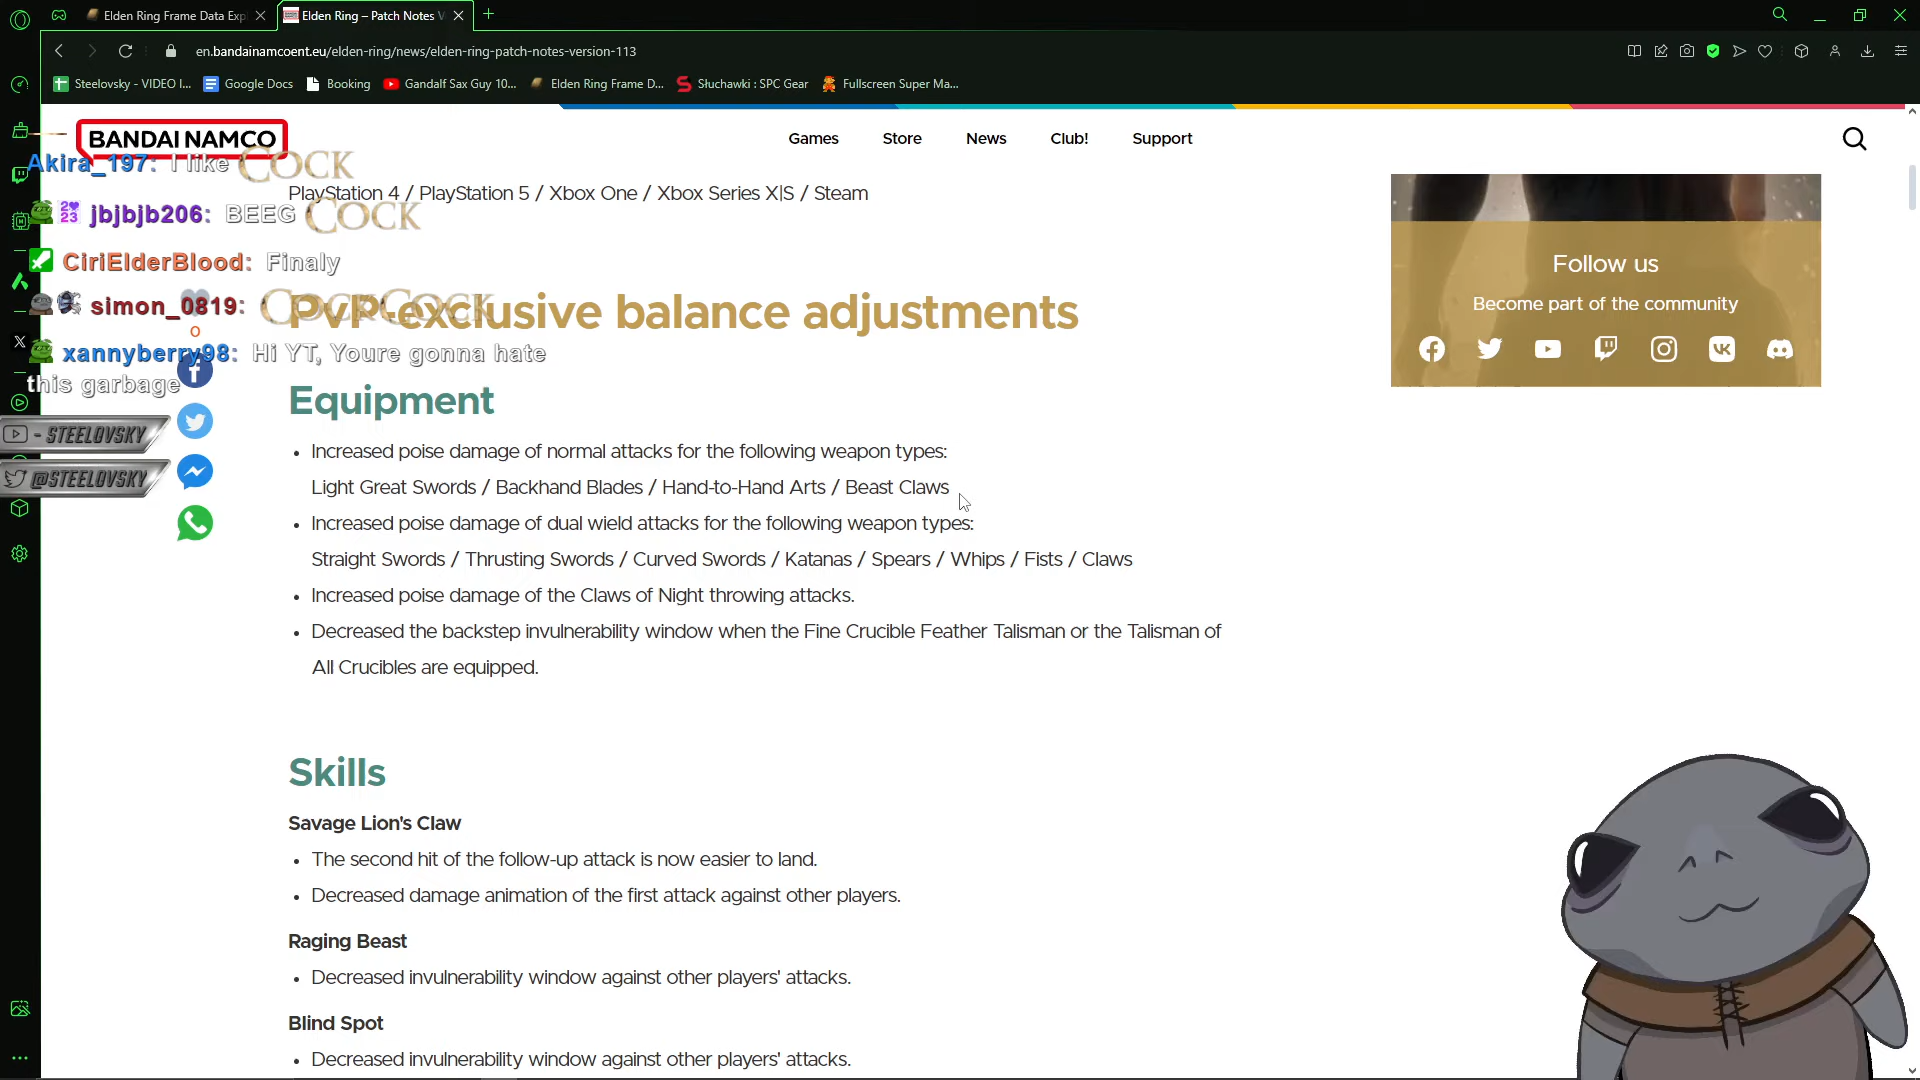 Elden Ring Frame Data Exp
Elden Ring – Patch Notes V
en.bandainamcoent.eu/elden-ring/news/elden-ring-patch-notes-version-113
Steelovsky - VIDEO I...
Google Docs
Booking
Gandalf Sax Guy 10...
Elden Ring Frame D...
Słuchawki : SPC Gear
Fullscreen Super Ma...
BANDAI NAMCO
Games
Store
News
Club!
Support
Akira_197: I like COCK
PlayStation 4 / PlayStation 5 / Xbox One / Xbox Series X|S / Steam
jbjbjb206: BEEG COCK
CiriElderBlood: Finaly
simon_0819: COCK COCK
xannyberry98: Hi YT, Youre gonna hate
this garbage
0
- STEELOVSKY
@STEELOVSKY
PvP-exclusive balance adjustments
Equipment
Increased poise damage of normal attacks for the following weapon types:
Light Great Swords / Backhand Blades / Hand-to-Hand Arts / Beast Claws
Increased poise damage of dual wield attacks for the following weapon types:
Straight Swords / Thrusting Swords / Curved Swords / Katanas / Spears / Whips / Fists / Claws
Increased poise damage of the Claws of Night throwing attacks.
Decreased the backstep invulnerability window when the Fine Crucible Feather Talisman or the Talisman of
All Crucibles are equipped.
Skills
Savage Lion's Claw
The second hit of the follow-up attack is now easier to land.
Decreased damage animation of the first attack against other players.
Raging Beast
Decreased invulnerability window against other players' attacks.
Blind Spot
Decreased invulnerability window against other players' attacks.
Follow us
Become part of the community